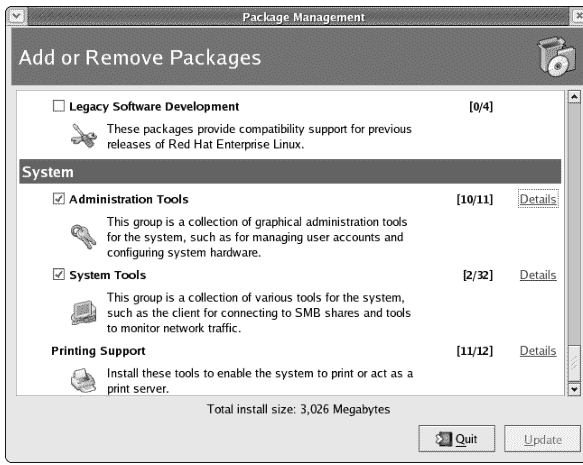 Package Management
Add or Remove Packages
Legacy Software Development [0/4]
These packages provide compatibility support for previous
releases of Red Hat Enterprise Linux.
System
Administration Tools [10/11] Details
This group is a collection of graphical administration tools
for the system, such as for managing user accounts and
configuring system hardware.
System Tools [2/32] Details
This group is a collection of various tools for the system,
such as the client for connecting to SMB shares and tools
to monitor network traffic.
Printing Support [11/12] Details
Install these tools to enable the system to print or act as a
print server.
Total install size: 3,026 Megabytes
Quit Update